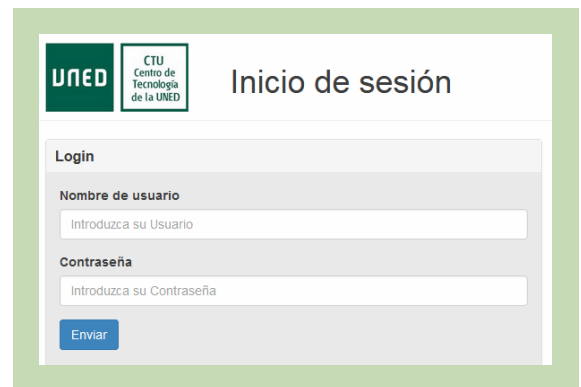 UNED
CTU
Centro de
Tecnología
de la UNED
Inicio de sesión
Login
Nombre de usuario
Introduzca su Usuario
Contraseña
Introduzca su Contraseña
Enviar